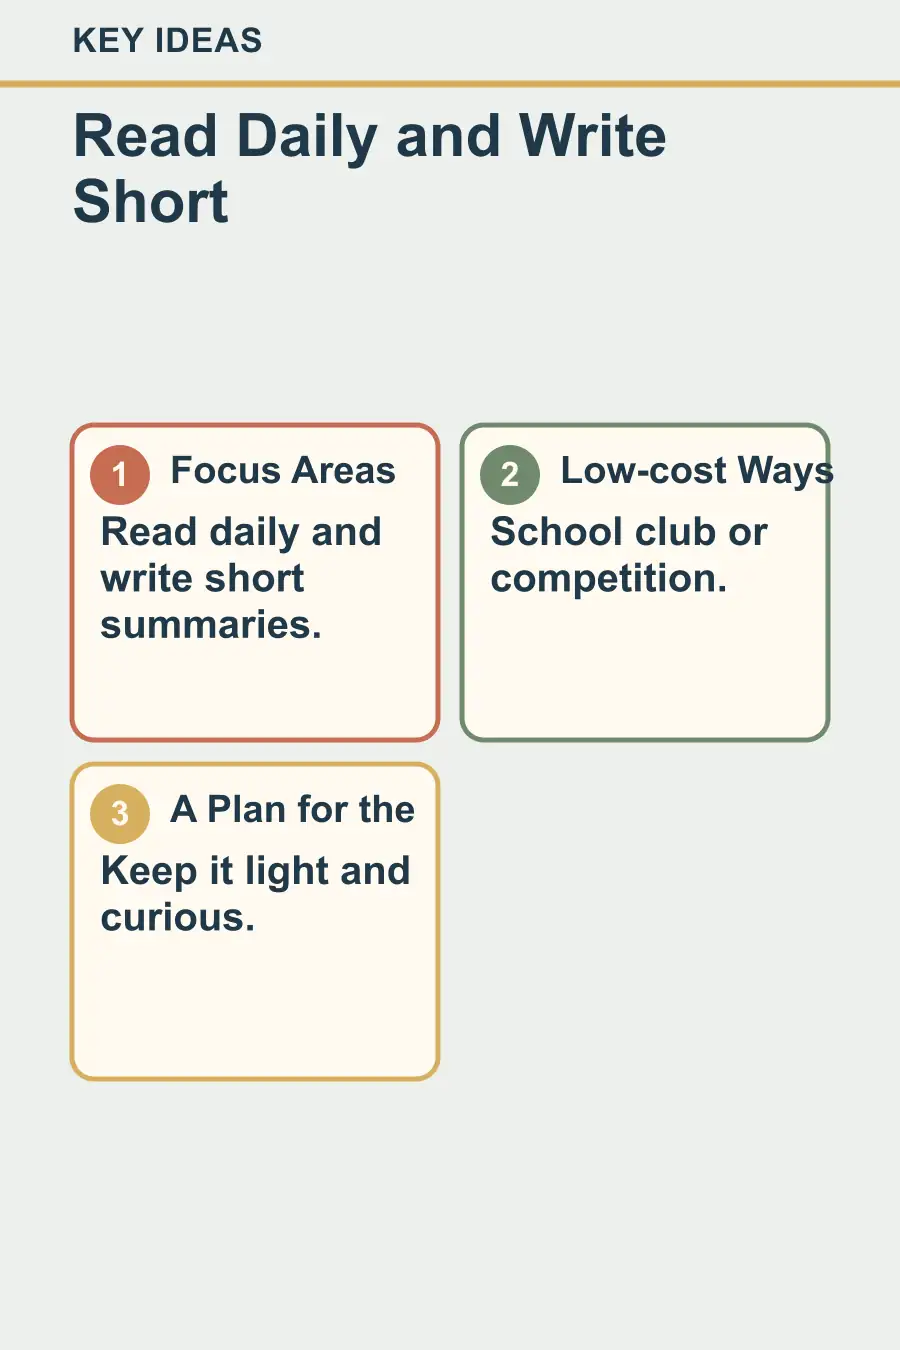 KEY IDEAS
Read Daily and Write
Short
1
Focus Areas
Read daily and
write short
summaries.
2
Low-cost Ways
School club or
competition.
3
A Plan for the
Keep it light and
curious.